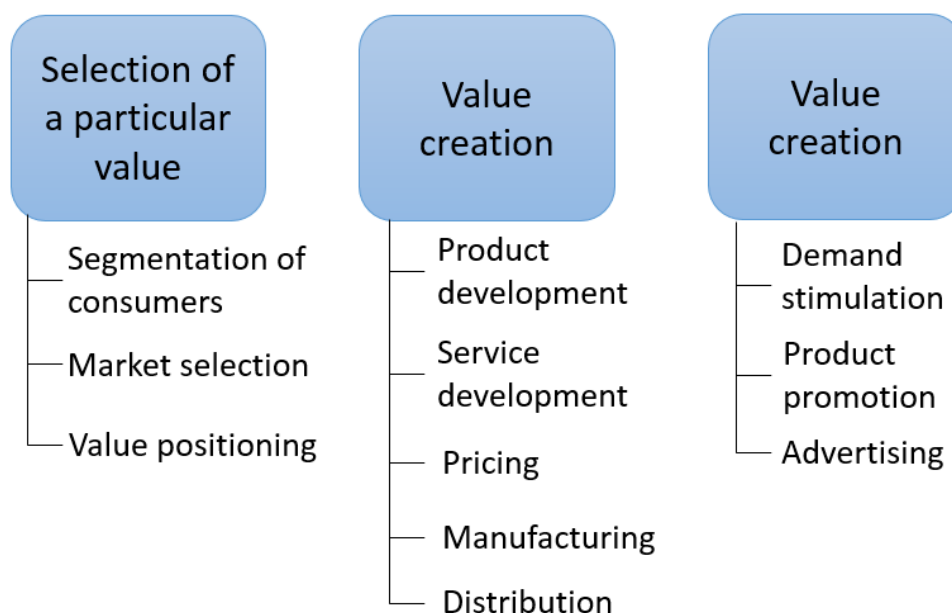 Selection of
a particular
value
Segmentation of
consumers
Market selection
Value positioning
Value
creation
Product
development
Service
development
Pricing
Manufacturing
Distribution
Value
creation
Demand
stimulation
Product
promotion
Advertising